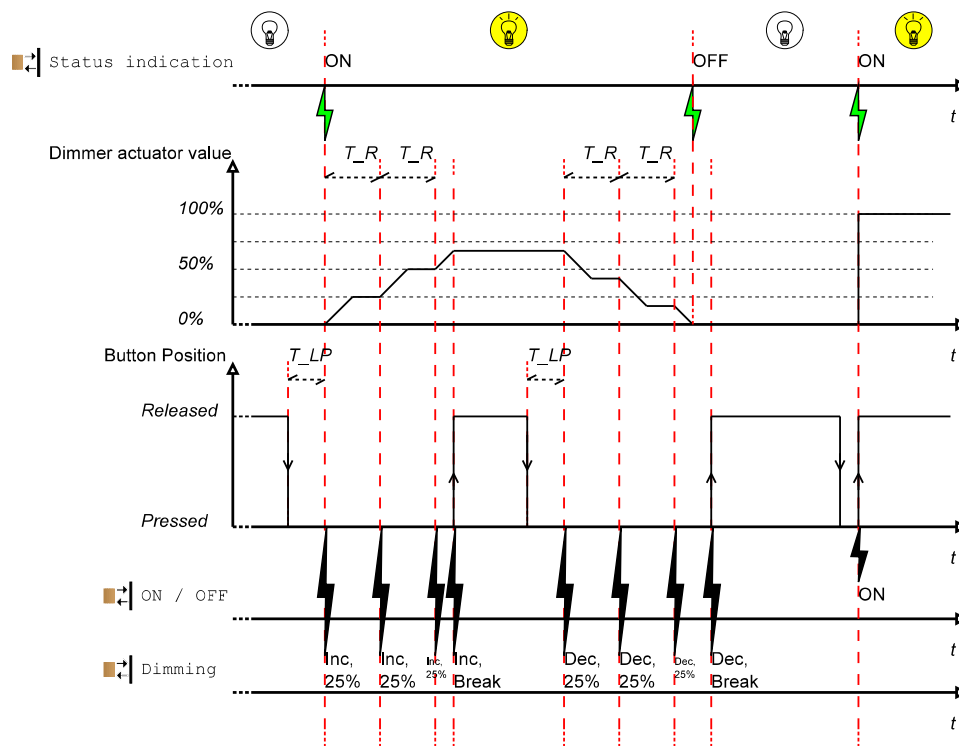 Status indication
ON
OFF
ON
t
Dimmer actuator value
T_R
T_R
T_R
T_R
100%
50%
0%
t
Button Position
T_LP
T_LP
Released
Pressed
t
ON / OFF
ON
t
Dimming
Inc,
25%
Inc,
25%
Inc,
25%
Inc,
Break
Dec,
25%
Dec,
25%
Dec,
25%
Dec,
Break
t